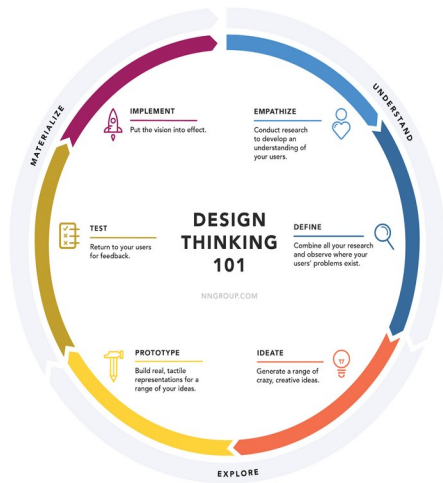 UNDERSTAND
EMPATHIZE
Conduct research
to develop an
understanding of
your users.
DEFINE
Combine all your research
and observe where your
users' problems exist.
EXPLORE
IDEATE
Generate a range of
crazy, creative ideas.
PROTOTYPE
Build real, tactile
representations for a
range of your ideas.
MATERIALIZE
TEST
Return to your users
for feedback.
IMPLEMENT
Put the vision into effect.
DESIGN
THINKING
101
NNGROUP.COM